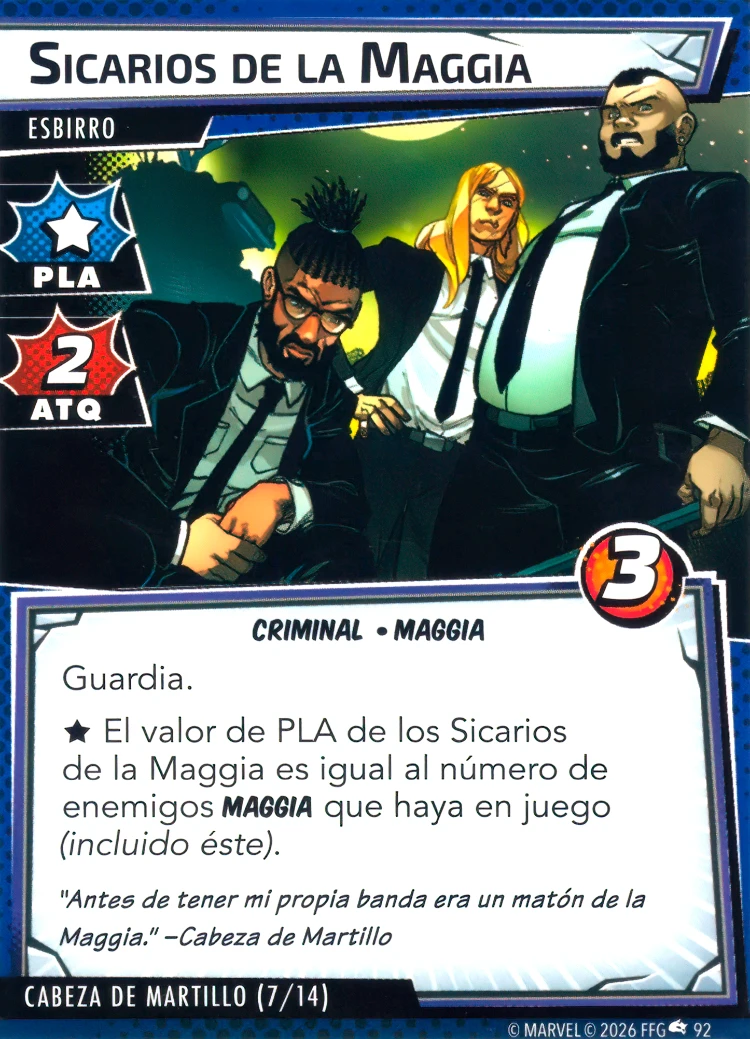 SICARIOS DE LA MAGGIA
ESBIRRO
PLA
2
ATQ
3
CRIMINAL • MAGGIA
Guardia.
★ El valor de PLA de los Sicarios
de la Maggia es igual al número de
enemigos MAGGIA que haya en juego
(incluido éste).
"Antes de tener mi propia banda era un matón de la
Maggia." –Cabeza de Martillo
CABEZA DE MARTILLO (7/14)
© MARVEL © 2026 FFG 92